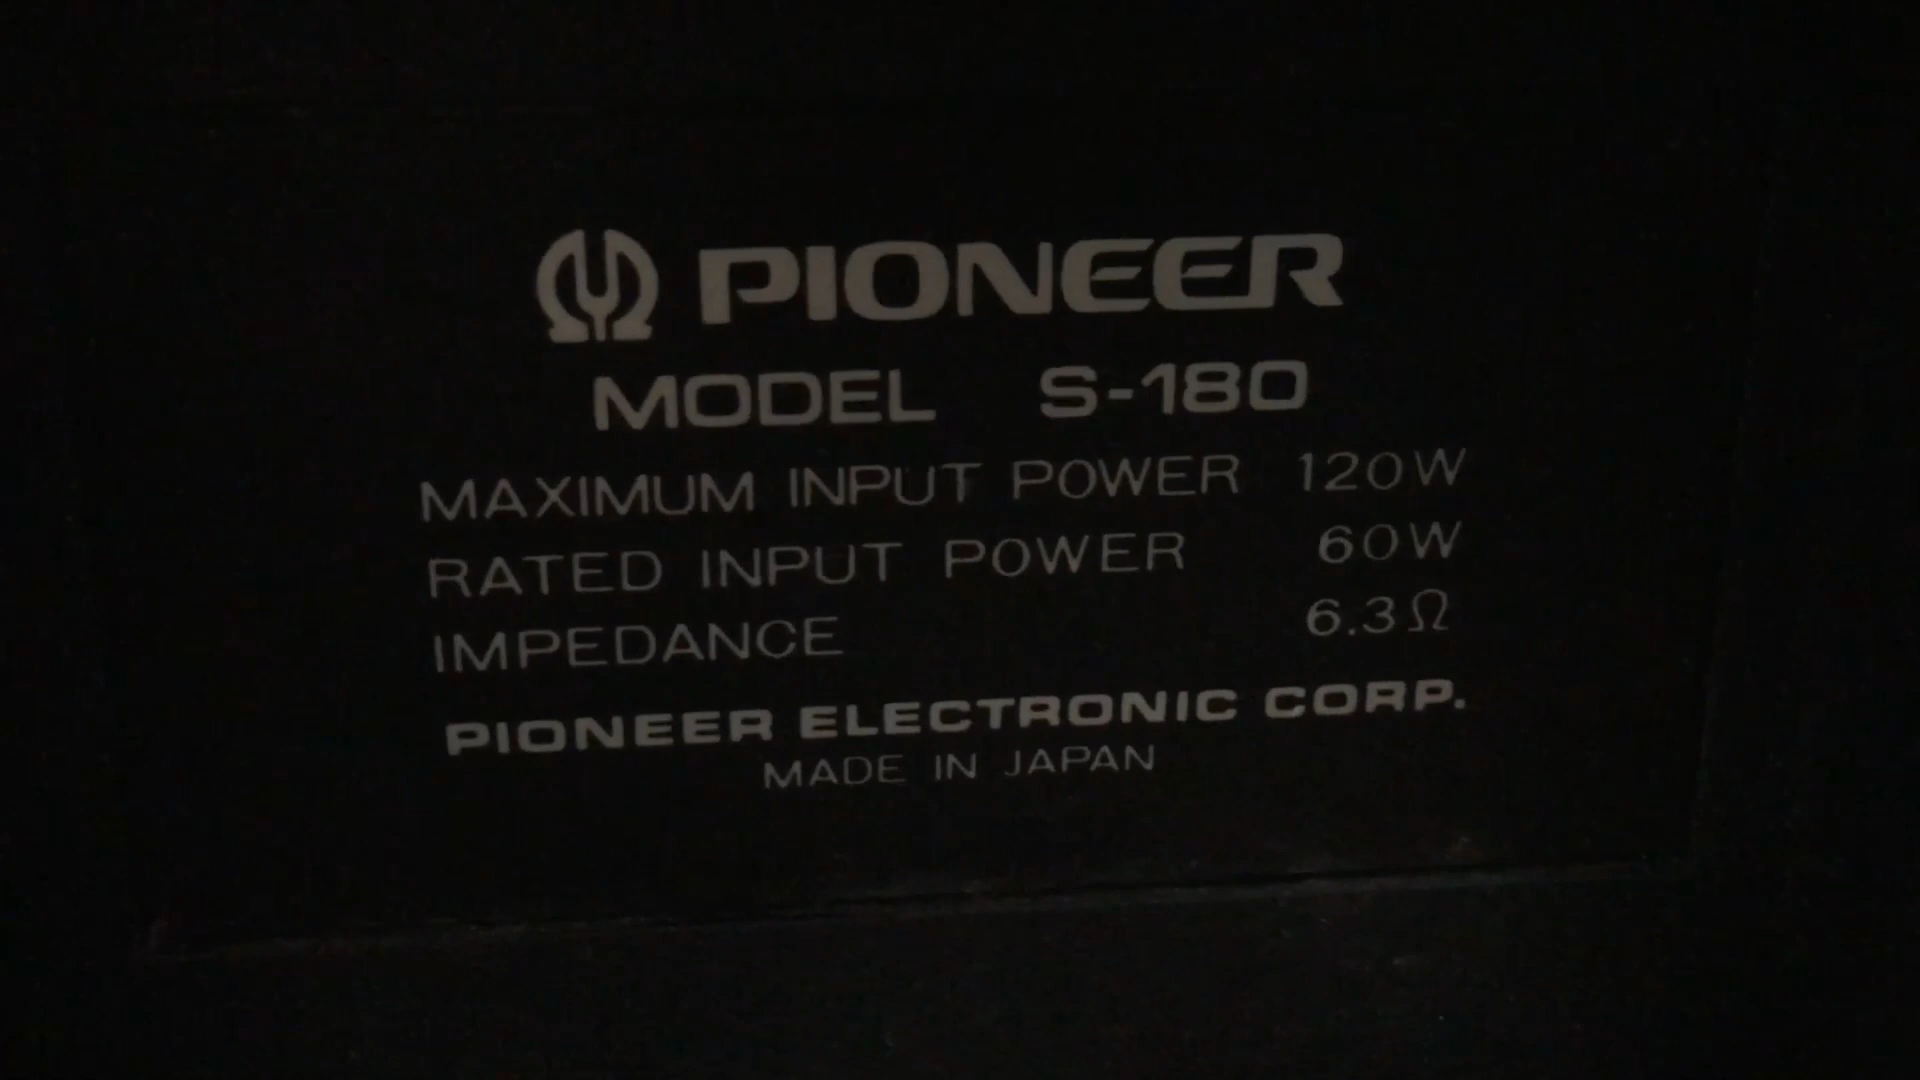 PIONEER
MODEL S-180
MAXIMUM INPUT POWER 120W
RATED INPUT POWER 60W
IMPEDANCE 6.3Ω
PIONEER ELECTRONIC CORP.
MADE IN JAPAN